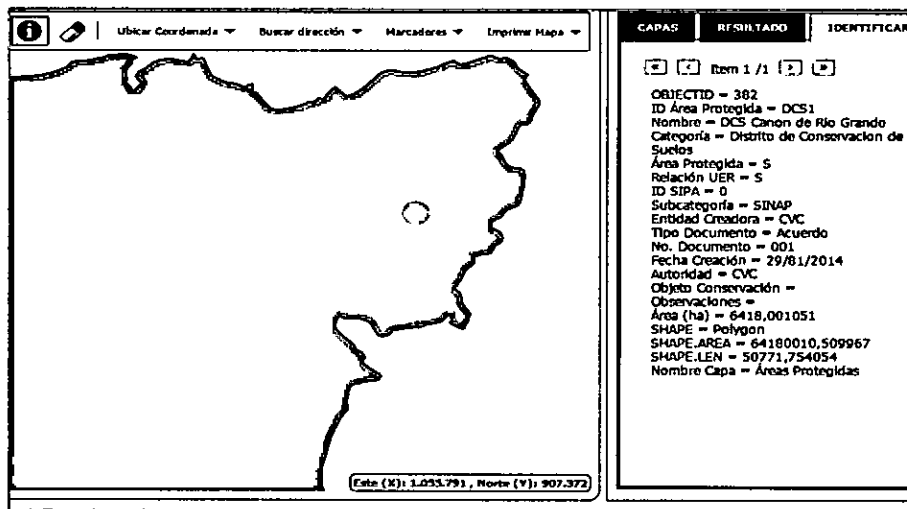 Ubicar Coordenada Buscar dirección Marcadores Imprimir Mapa
Este (X): 1.053.791 , Norte (Y): 907.372
CAPAS RESULTADO IDENTIFICAR
Item 1 /1
OBJECTID = 382
ID Área Protegida = DCS1
Nombre = DCS Canon de Rio Grande
Categoría = Distrito de Conservacion de
Suelos
Área Protegida = S
Relación UER = S
ID SIPA = 0
Subcategoría = SINAP
Entidad Creadora = CVC
Tipo Documento = Acuerdo
No. Documento = 001
Fecha Creación = 29/81/2014
Autoridad = CVC
Objeto Conservación =
Observaciones =
Área (ha) = 6418,001051
SHAPE = Polygon
SHAPE.AREA = 64180010,509967
SHAPE.LEN = 50771,754054
Nombre Capa = Áreas Protegidas